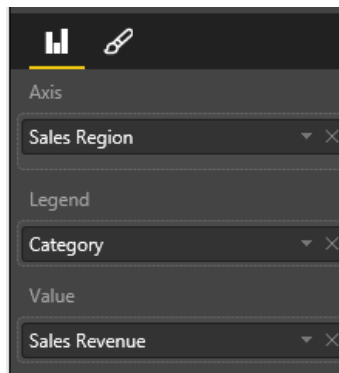 Axis
Sales Region
Legend
Category
Value
Sales Revenue